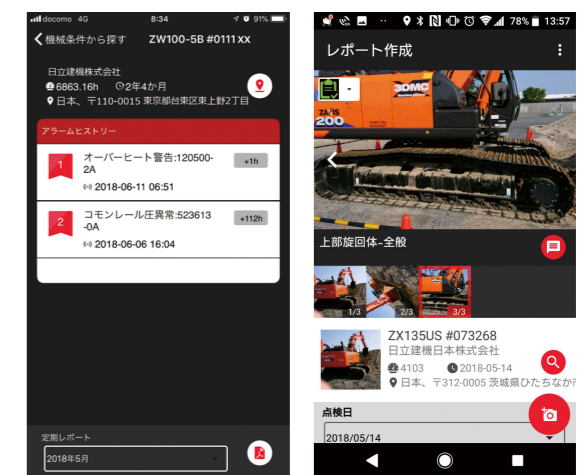 docomo 4G 8:34 91%
機械条件から探す ZW100-5B #0111XX
日立建機株式会社
6863.16h 2年4か月
日本、〒110-0015 東京都台東区東上野2丁目
アラームヒストリー
1
オーバーヒート警告:120500-
2A
+1h
2018-06-11 06:51
2
コモンレール圧異常:523613
-0A
+112h
2018-06-06 16:04
定期レポート
2018年5月
78% 13:57
レポート作成
3DMC
ZAXIS
200
上部旋回体-全般
1/3 2/3 3/3
ZX135US #073268
日立建機日本株式会社
4103 2018-05-14
日本、〒312-0005 茨城県ひたちなか市
点検日
2018/05/14